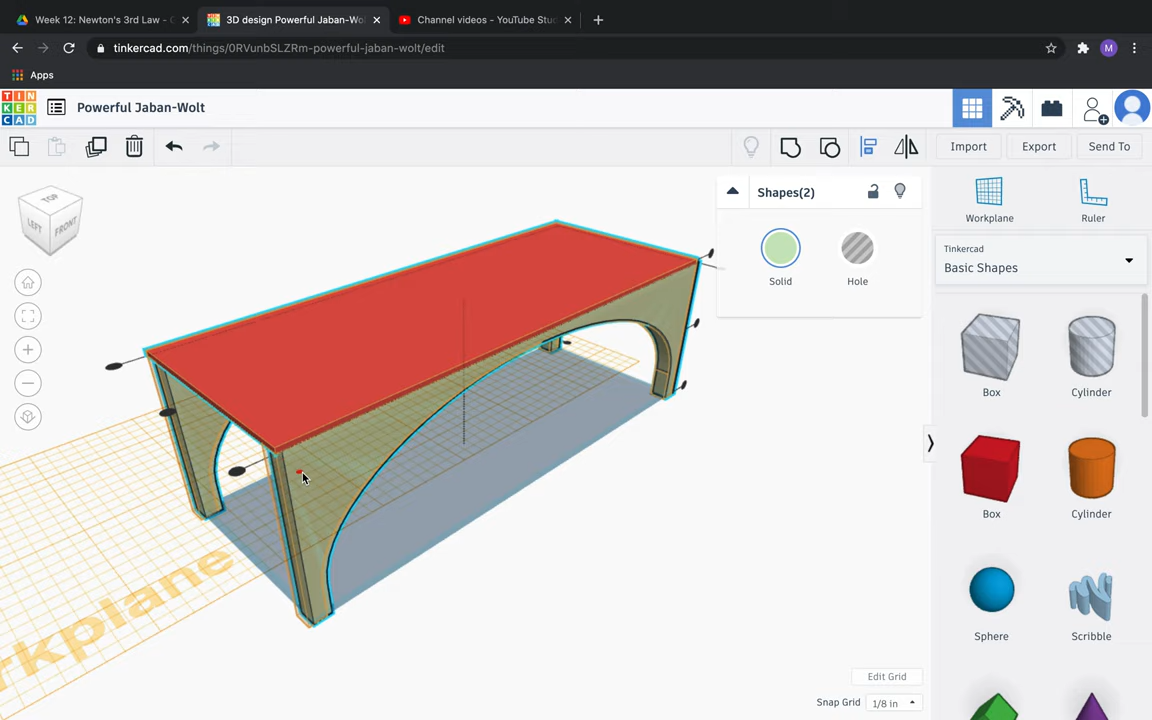 Week 12: Newton's 3rd Law -
3D design Powerful Jaban-Wo
Channel videos - YouTube Stu
tinkercad.com/things/0RVunbSLZRm-powerful-jaban-wolt/edit
M
Apps
TIN
KER
CAD
Powerful Jaban-Wolt
Import
Export
Send To
TOP
LEFT
FRONT
Shapes(2)
Solid
Hole
Workplane
Ruler
Tinkercad
Basic Shapes
Box
Cylinder
Box
Cylinder
Sphere
Scribble
rkplane
Edit Grid
Snap Grid
1/8 in